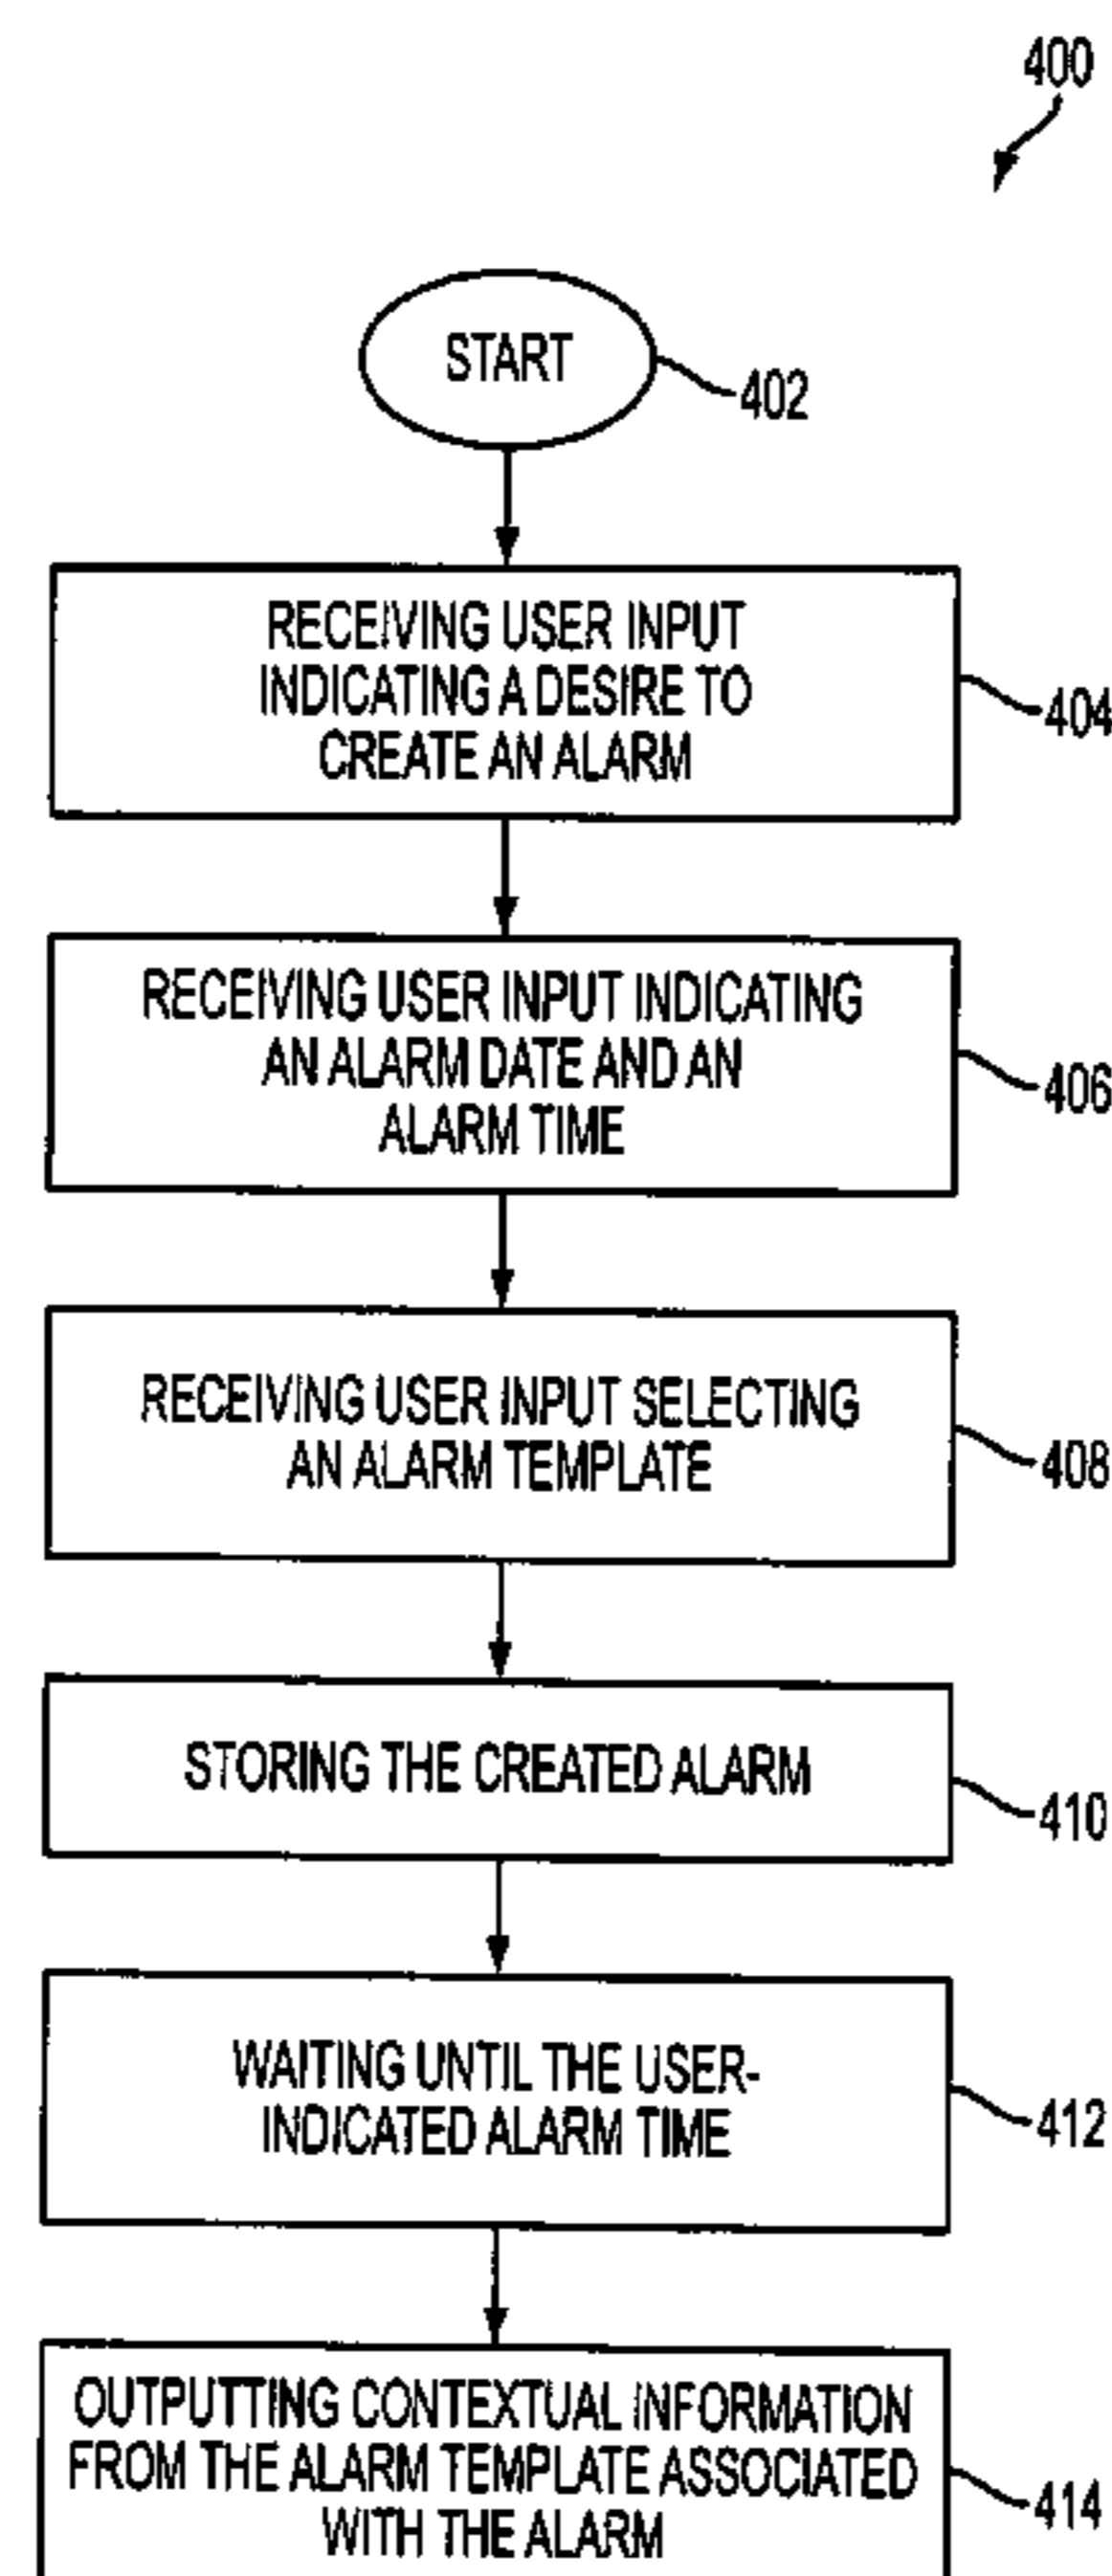 400
START
402
RECEIVING USER INPUT
INDICATING A DESIRE TO
CREATE AN ALARM
404
RECEIVING USER INPUT INDICATING
AN ALARM DATE AND AN
ALARM TIME
406
RECEIVING USER INPUT SELECTING
AN ALARM TEMPLATE
408
STORING THE CREATED ALARM
410
WAITING UNTIL THE USER-
INDICATED ALARM TIME
412
OUTPUTTING CONTEXTUAL INFORMATION
FROM THE ALARM TEMPLATE ASSOCIATED
WITH THE ALARM
414